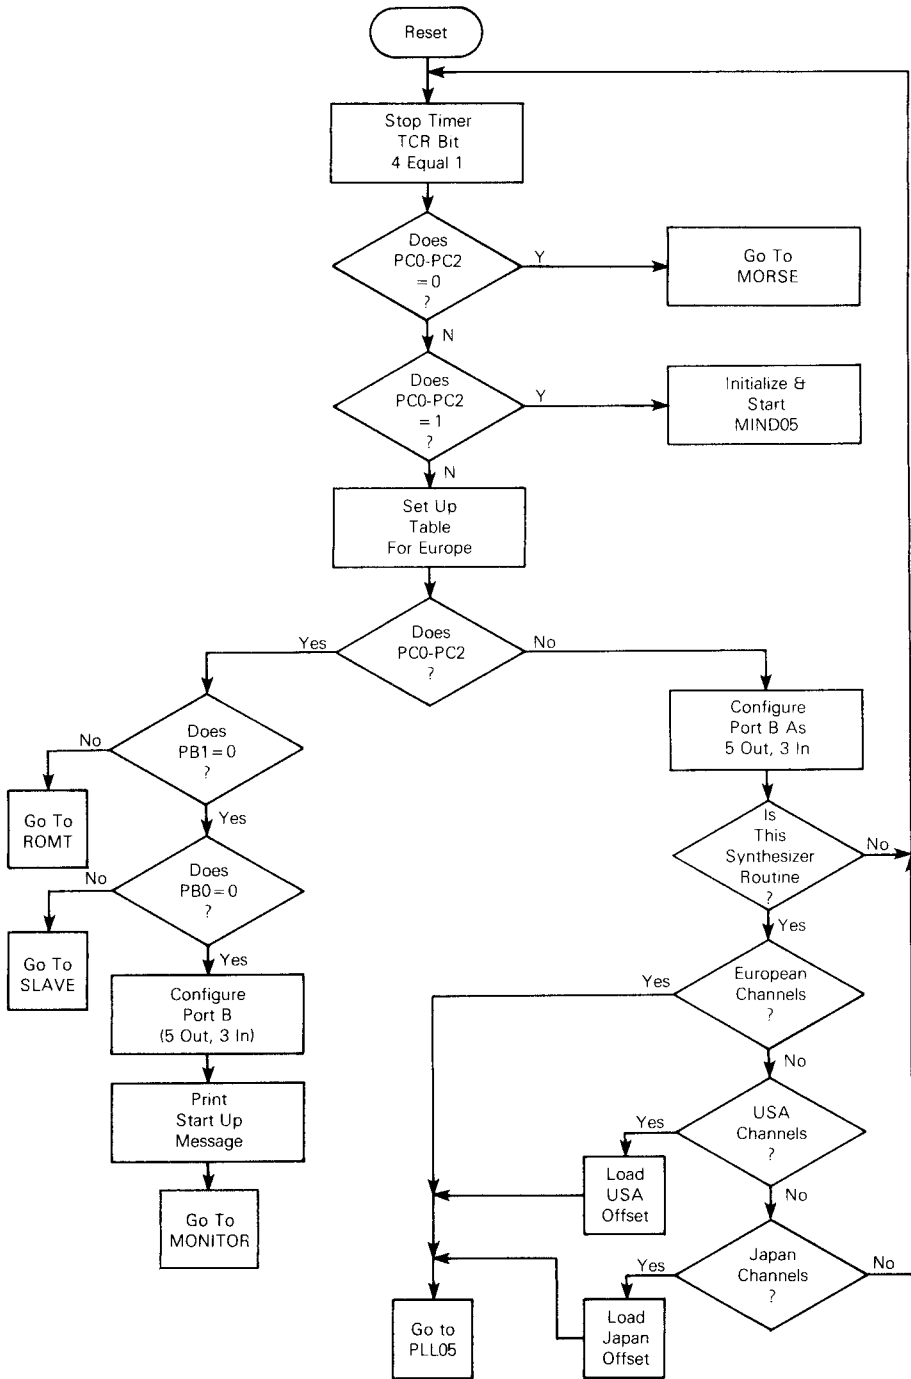 Reset
Stop Timer
TCR Bit
4 Equal 1
Does
PC0-PC2
= 0
?
Y
Go To
MORSE
N
Does
PC0-PC2
= 1
?
Y
Initialize &
Start
MIND05
N
Set Up
Table
For Europe
Does
PC0-PC2
?
Yes
No
Does
PB1=0
?
No
Go To
ROMT
Yes
Does
PB0=0
?
No
Go To
SLAVE
Yes
Configure
Port B
(5 Out, 3 In)
Print
Start Up
Message
Go To
MONITOR
Configure
Port B As
5 Out, 3 In
Is
This
Synthesizer
Routine
?
No
Yes
European
Channels
?
Yes
No
USA
Channels
?
Yes
Load
USA
Offset
No
Japan
Channels
?
Yes
No
Load
Japan
Offset
Go to
PLL05